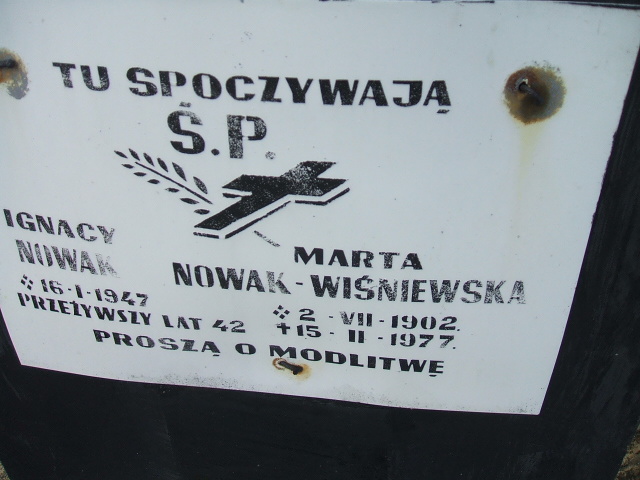 TU SPOCZYWAJĄ
Ś.P.
IGNACY
NOWAK
※16-I-1947
PRZEŻYWSZY LAT 42
MARTA
NOWAK-WIŚNIEWSKA
※2 - VII - 1902.
†15 - II - 1977.
PROSZĄ O MODLITWĘ